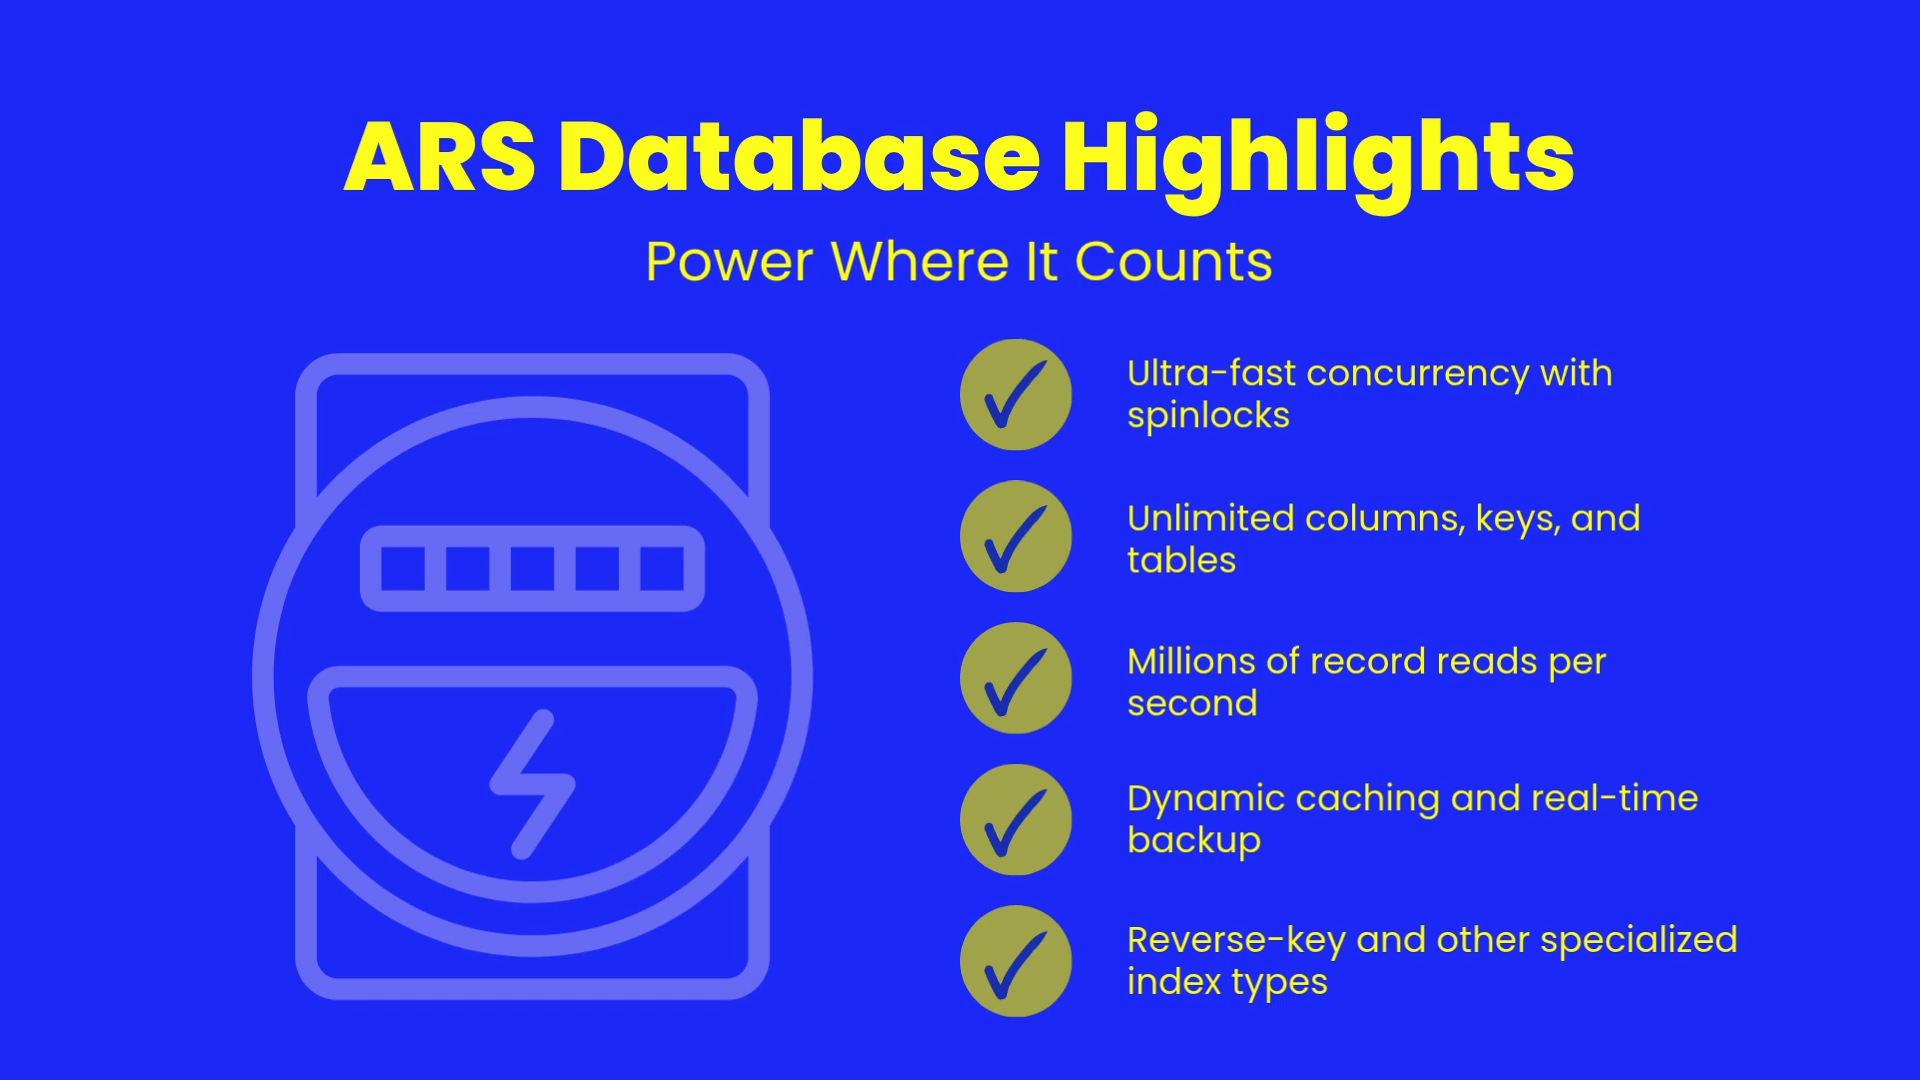 ARS Database Highlights
Power Where It Counts
Ultra-fast concurrency with
spinlocks
Unlimited columns, keys, and
tables
Millions of record reads per
second
Dynamic caching and real-time
backup
Reverse-key and other specialized
index types